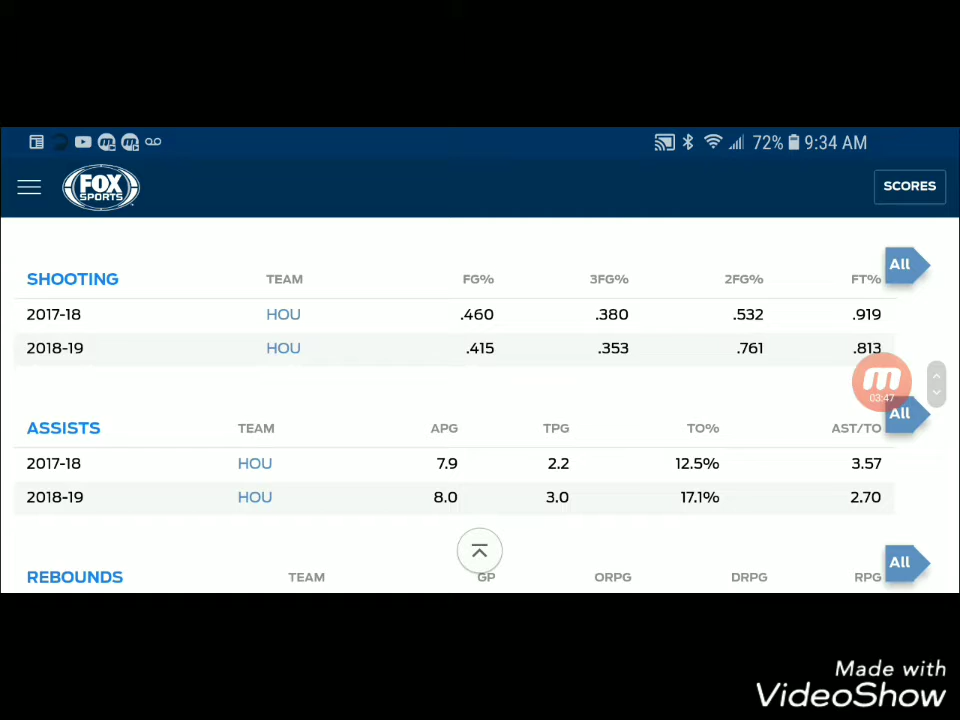 72% 9:34 AM
FOX
SPORTS
SCORES
SHOOTING TEAM FG% 3FG% 2FG% FT% All
2017-18 HOU .460 .380 .532 .919
2018-19 HOU .415 .353 .761 .813
03:47
ASSISTS TEAM APG TPG TO% AST/TO All
2017-18 HOU 7.9 2.2 12.5% 3.57
2018-19 HOU 8.0 3.0 17.1% 2.70
REBOUNDS TEAM GP ORPG DRPG RPG All
Made with
VideoShow